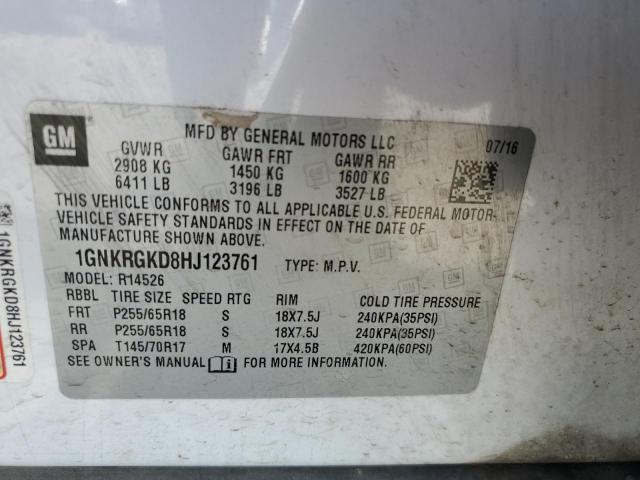 GM
MFD BY GENERAL MOTORS LLC 07/16
GVWR GAWR FRT GAWR RR
2908 KG 1450 KG 1600 KG
6411 LB 3196 LB 3527 LB
THIS VEHICLE CONFORMS TO ALL APPLICABLE U.S. FEDERAL MOTOR-
VEHICLE SAFETY STANDARDS IN EFFECT ON THE DATE OF
MANUFACTURE SHOWN ABOVE.
1GNKRGKD8HJ123761 TYPE: M.P.V.
MODEL: R14526
RBBL TIRE SIZE SPEED RTG RIM COLD TIRE PRESSURE
FRT P255/65R18 S 18X7.5J 240KPA(35PSI)
RR P255/65R18 S 18X7.5J 240KPA(35PSI)
SPA T145/70R17 M 17X4.5B 420KPA(60PSI)
SEE OWNER'S MANUAL FOR MORE INFORMATION.
1GNKRGKD8HJ123761